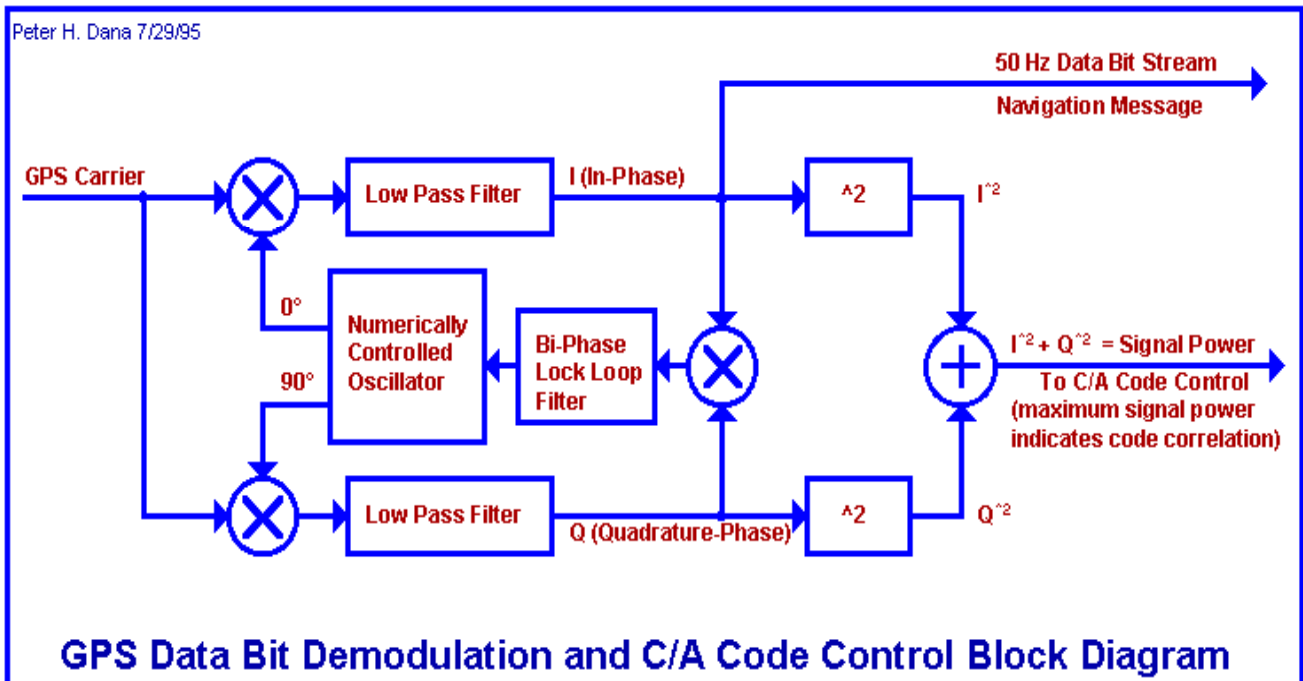 Peter H. Dana 7/29/95
50 Hz Data Bit Stream
Navigation Message
GPS Carrier
Low Pass Filter
I (In-Phase)
^2
I^2
0°
90°
Numerically
Controlled
Oscillator
Bi-Phase
Lock Loop
Filter
I^2 + Q^2 = Signal Power
To C/A Code Control
(maximum signal power
indicates code correlation)
Low Pass Filter
Q (Quadrature-Phase)
^2
Q^2
GPS Data Bit Demodulation and C/A Code Control Block Diagram